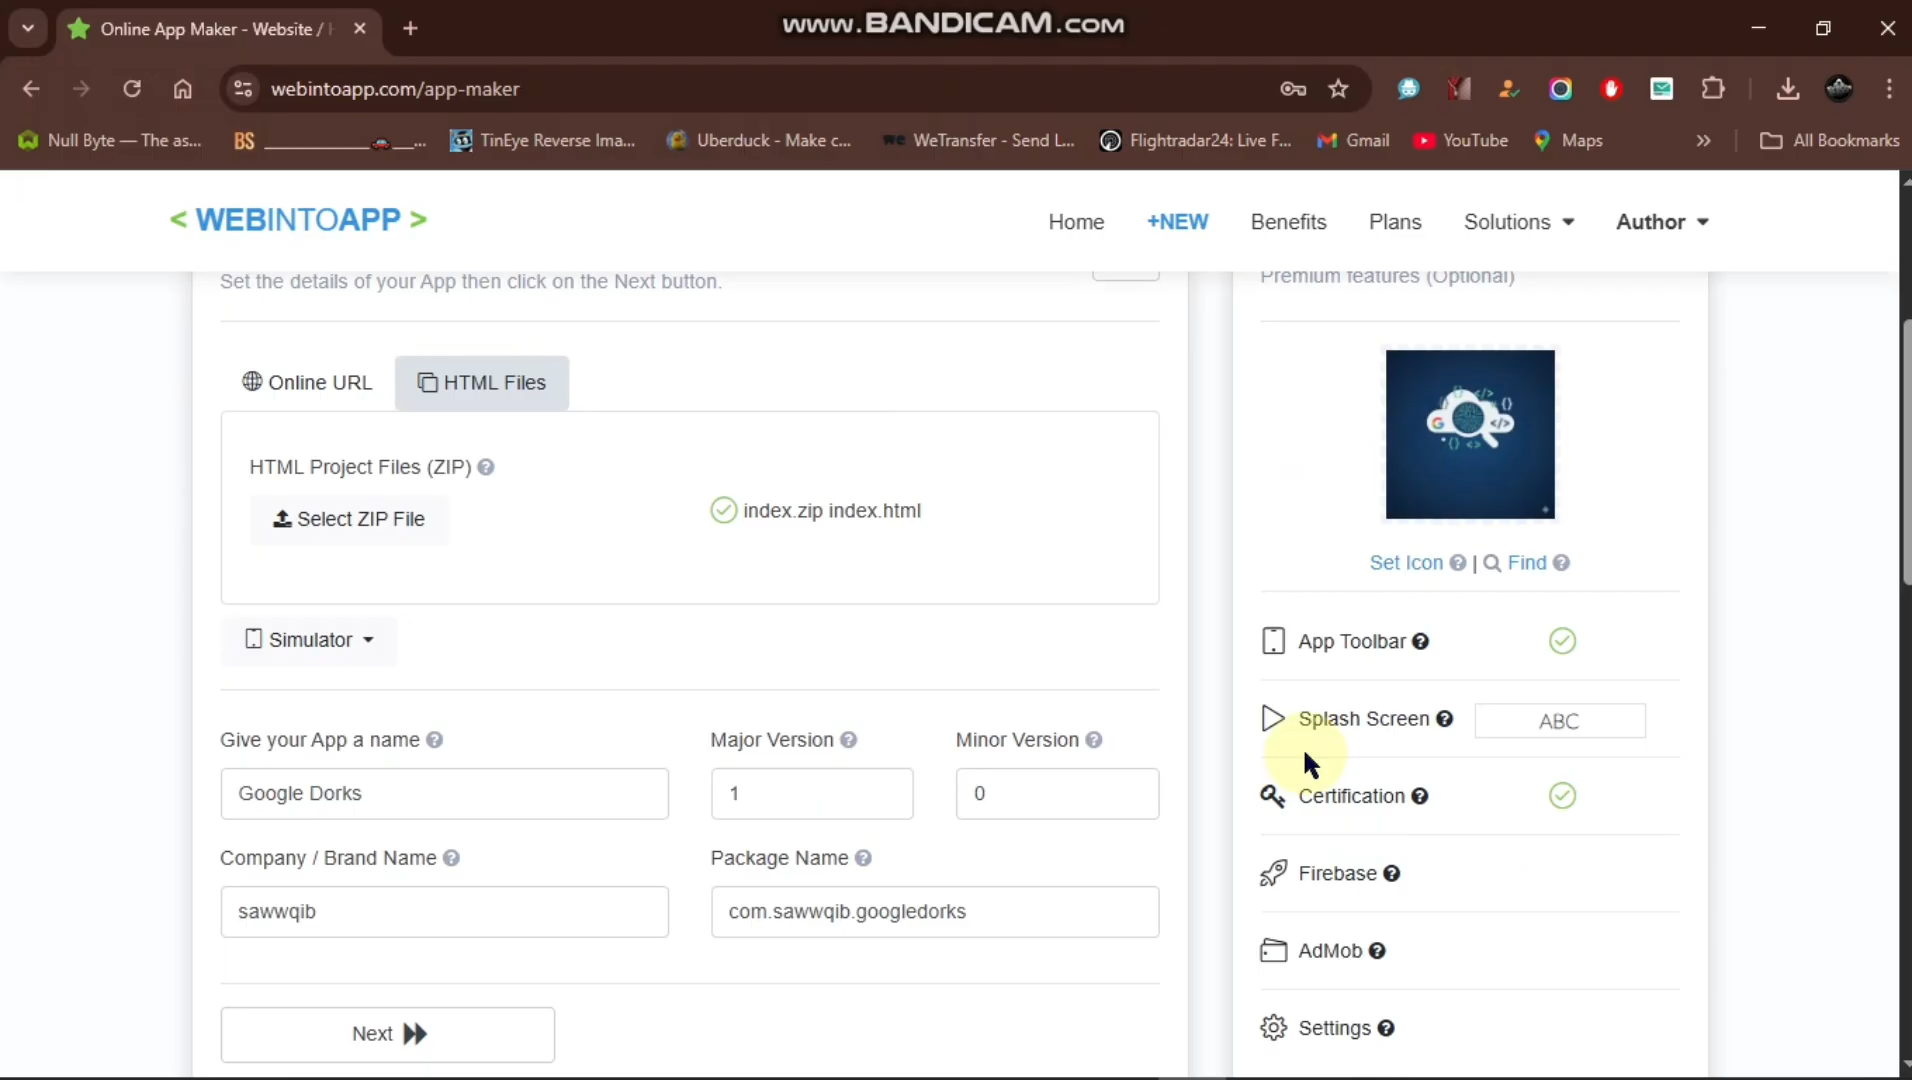 www.BANDICAM.com
Online App Maker - Website /
webintoapp.com/app-maker
Null Byte — The as...
BS
TinEye Reverse Ima...
Uberduck - Make c...
WeTransfer - Send L...
Flightradar24: Live F...
Gmail
YouTube
Maps
All Bookmarks
< WEBINTOAPP >
Home
+NEW
Benefits
Plans
Solutions
Author
Set the details of your App then click on the Next button.
Online URL
HTML Files
HTML Project Files (ZIP)
Select ZIP File
index.zip index.html
Simulator
Give your App a name
Major Version
Minor Version
Google Dorks
1
0
Company / Brand Name
Package Name
sawwqib
com.sawwqib.googledorks
Next
Premium features (Optional)
Set Icon | Find
App Toolbar
Splash Screen
ABC
Certification
Firebase
AdMob
Settings